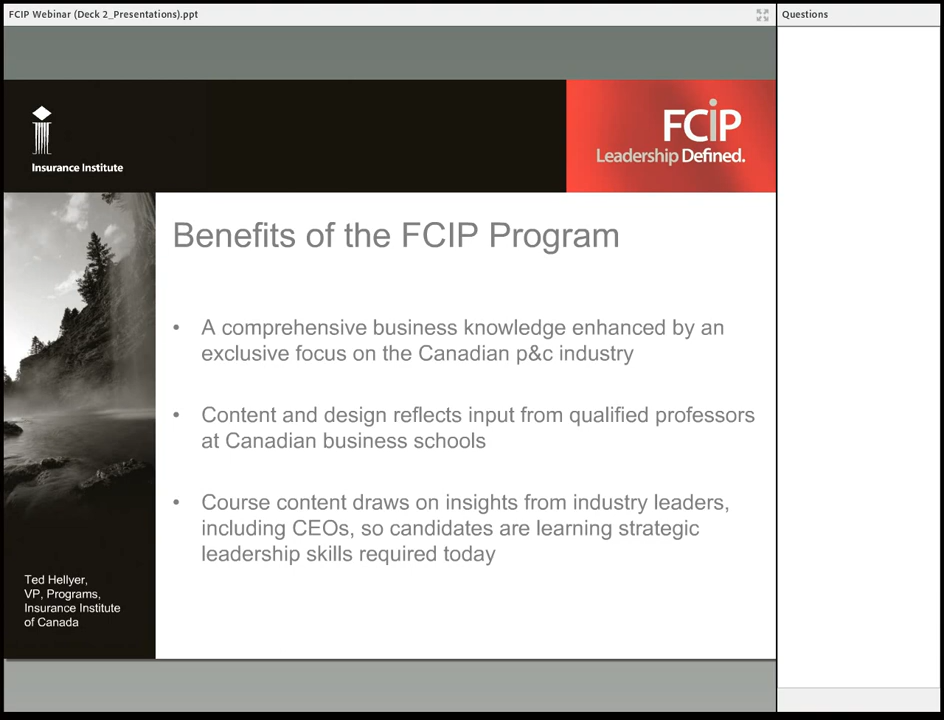 FCIP Webinar (Deck 2_Presentations).ppt
Questions
Insurance Institute
FCIP
Leadership Defined.
Benefits of the FCIP Program
• A comprehensive business knowledge enhanced by an
exclusive focus on the Canadian p&c industry
• Content and design reflects input from qualified professors
at Canadian business schools
• Course content draws on insights from industry leaders,
including CEOs, so candidates are learning strategic
leadership skills required today
Ted Hellyer,
VP, Programs,
Insurance Institute
of Canada